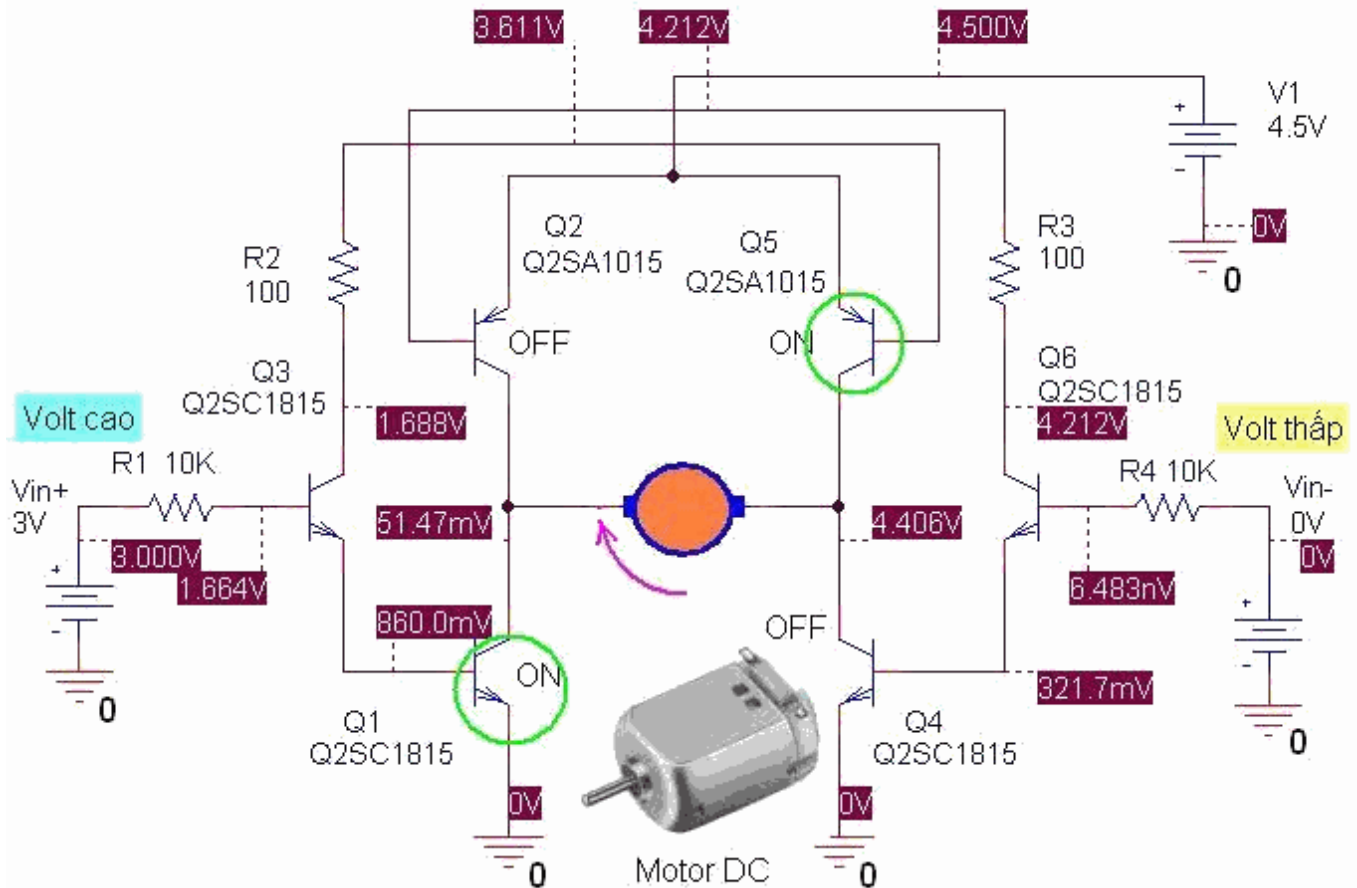 3.611V 4.212V 4.500V
V1
4.5V
0V
0
Q2
Q2SA1015
Q5
Q2SA1015
R3
100
R2
100
OFF
ON
Q3
Q2SC1815
Q6
Q2SC1815
Volt cao
1.688V
4.212V
Volt thấp
R1 10K
R4 10K
Vin+
3V
Vin-
0V
51.47mV
4.406V
3.000V
0V
1.664V
6.483nV
860.0mV
OFF
ON
321.7mV
0
0
Q1
Q2SC1815
Q4
Q2SC1815
0V
0V
0
0
Motor DC